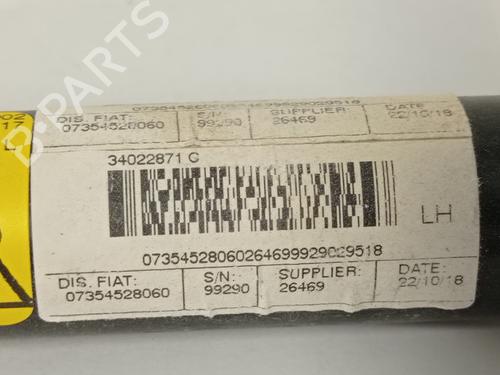 DIS. FIAT:
07354528060
S/N:
99290
SUPPLIER:
26469
DATE
22/10/18
34022871 C
LH
07354528060264699929029518
DIS. FIAT:
07354528060
S/N:
99290
SUPPLIER:
26469
DATE:
22/10/18